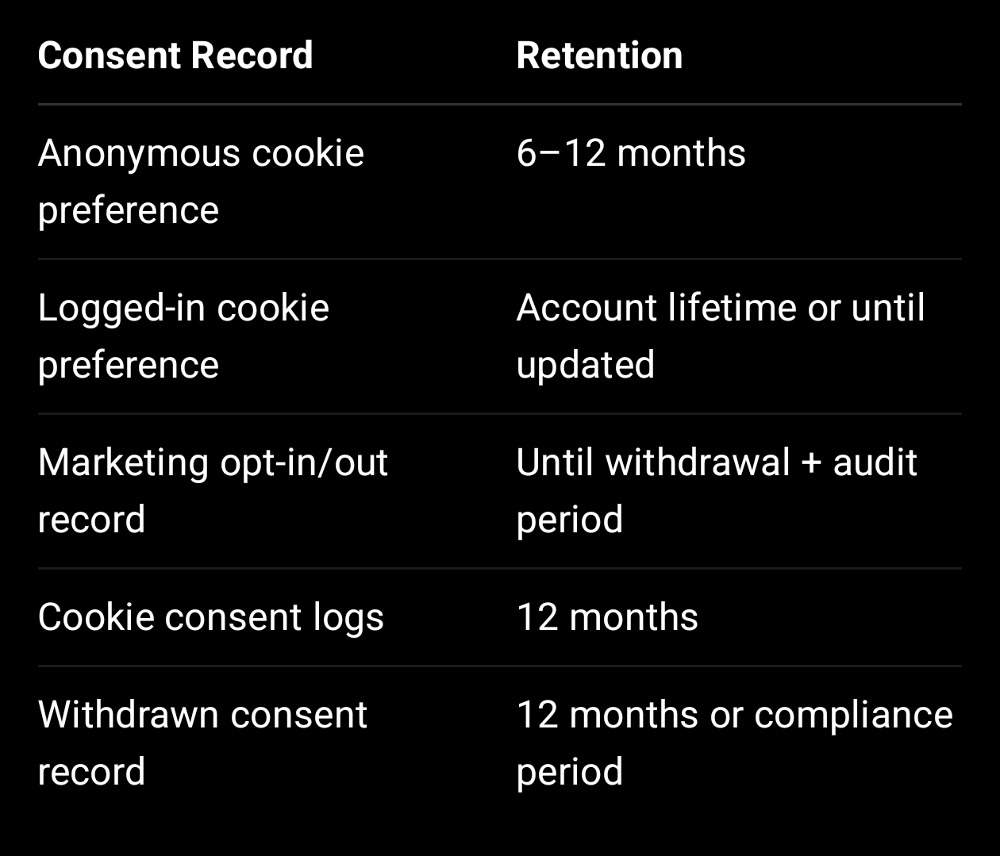 Consent Record Retention
Anonymous cookie 6–12 months
preference
Logged-in cookie Account lifetime or until
preference updated
Marketing opt-in/out Until withdrawal + audit
record period
Cookie consent logs 12 months
Withdrawn consent 12 months or compliance
record period